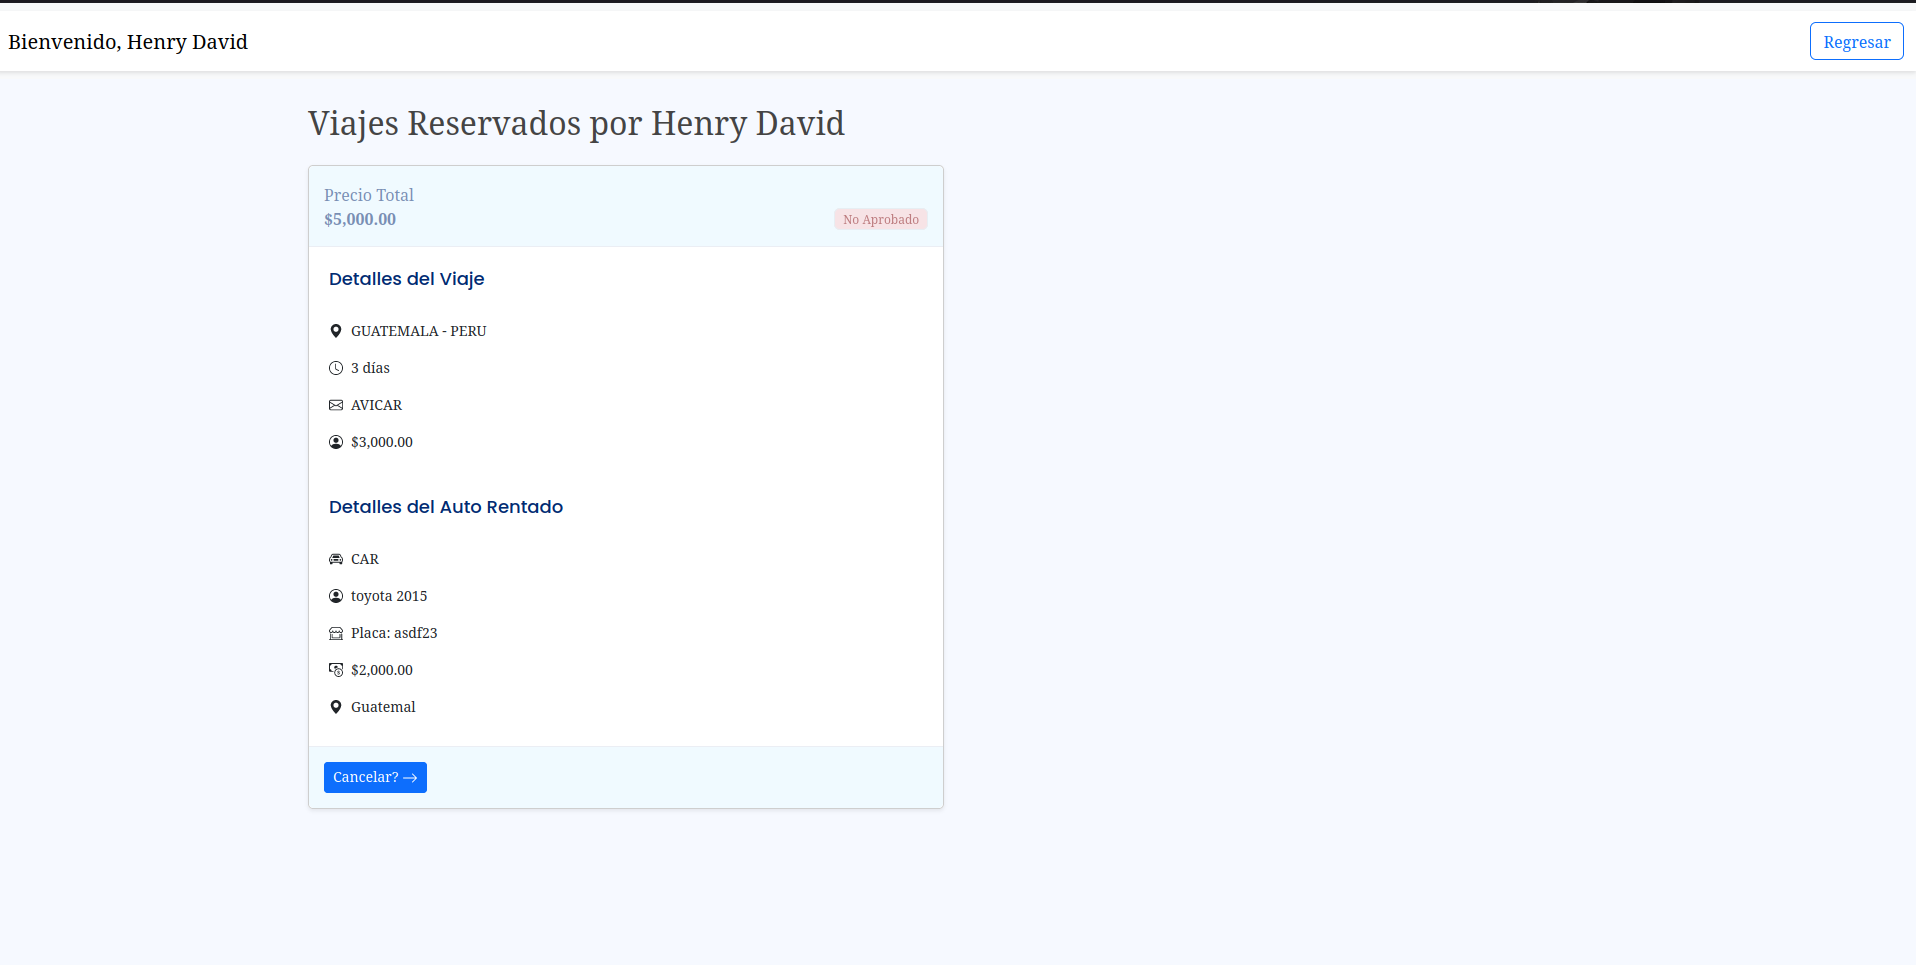 Bienvenido, Henry David
Regresar
Viajes Reservados por Henry David
Precio Total
$5,000.00
No Aprobado
Detalles del Viaje
GUATEMALA - PERU
3 días
AVICAR
$3,000.00
Detalles del Auto Rentado
CAR
toyota 2015
Placa: asdf23
$2,000.00
Guatemal
Cancelar? →